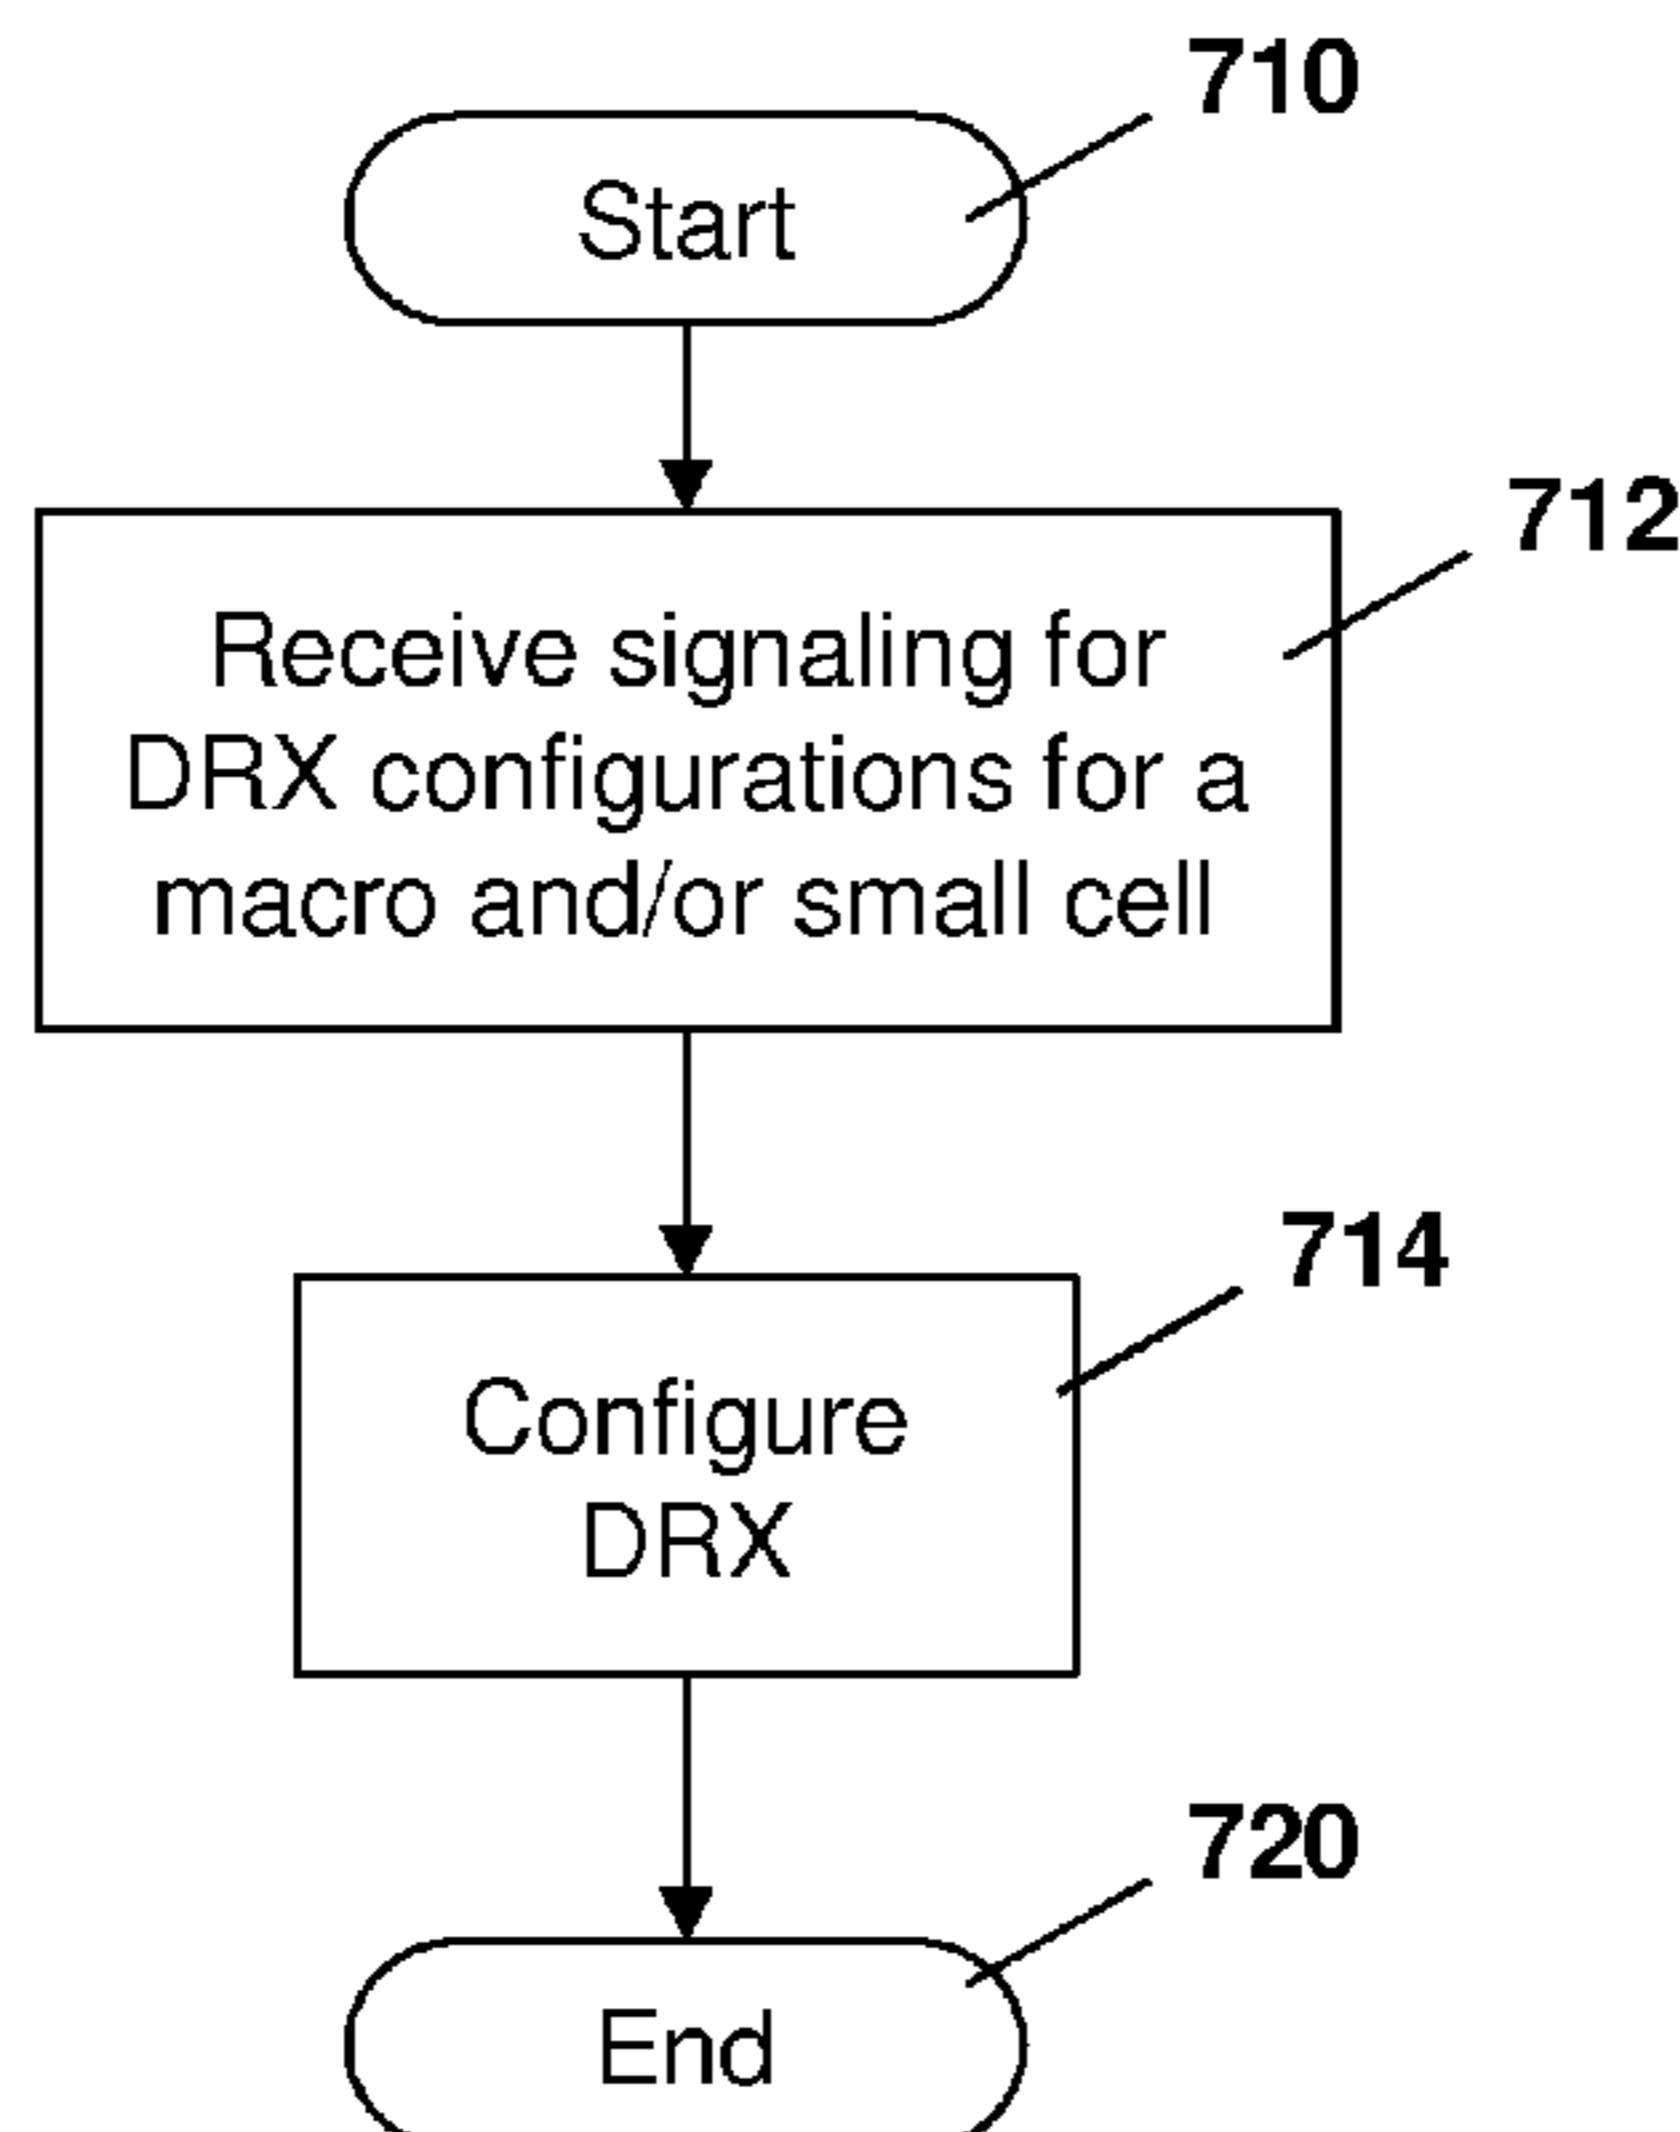 710
Start
712
Receive signaling for
DRX configurations for a
macro and/or small cell
714
Configure
DRX
720
End